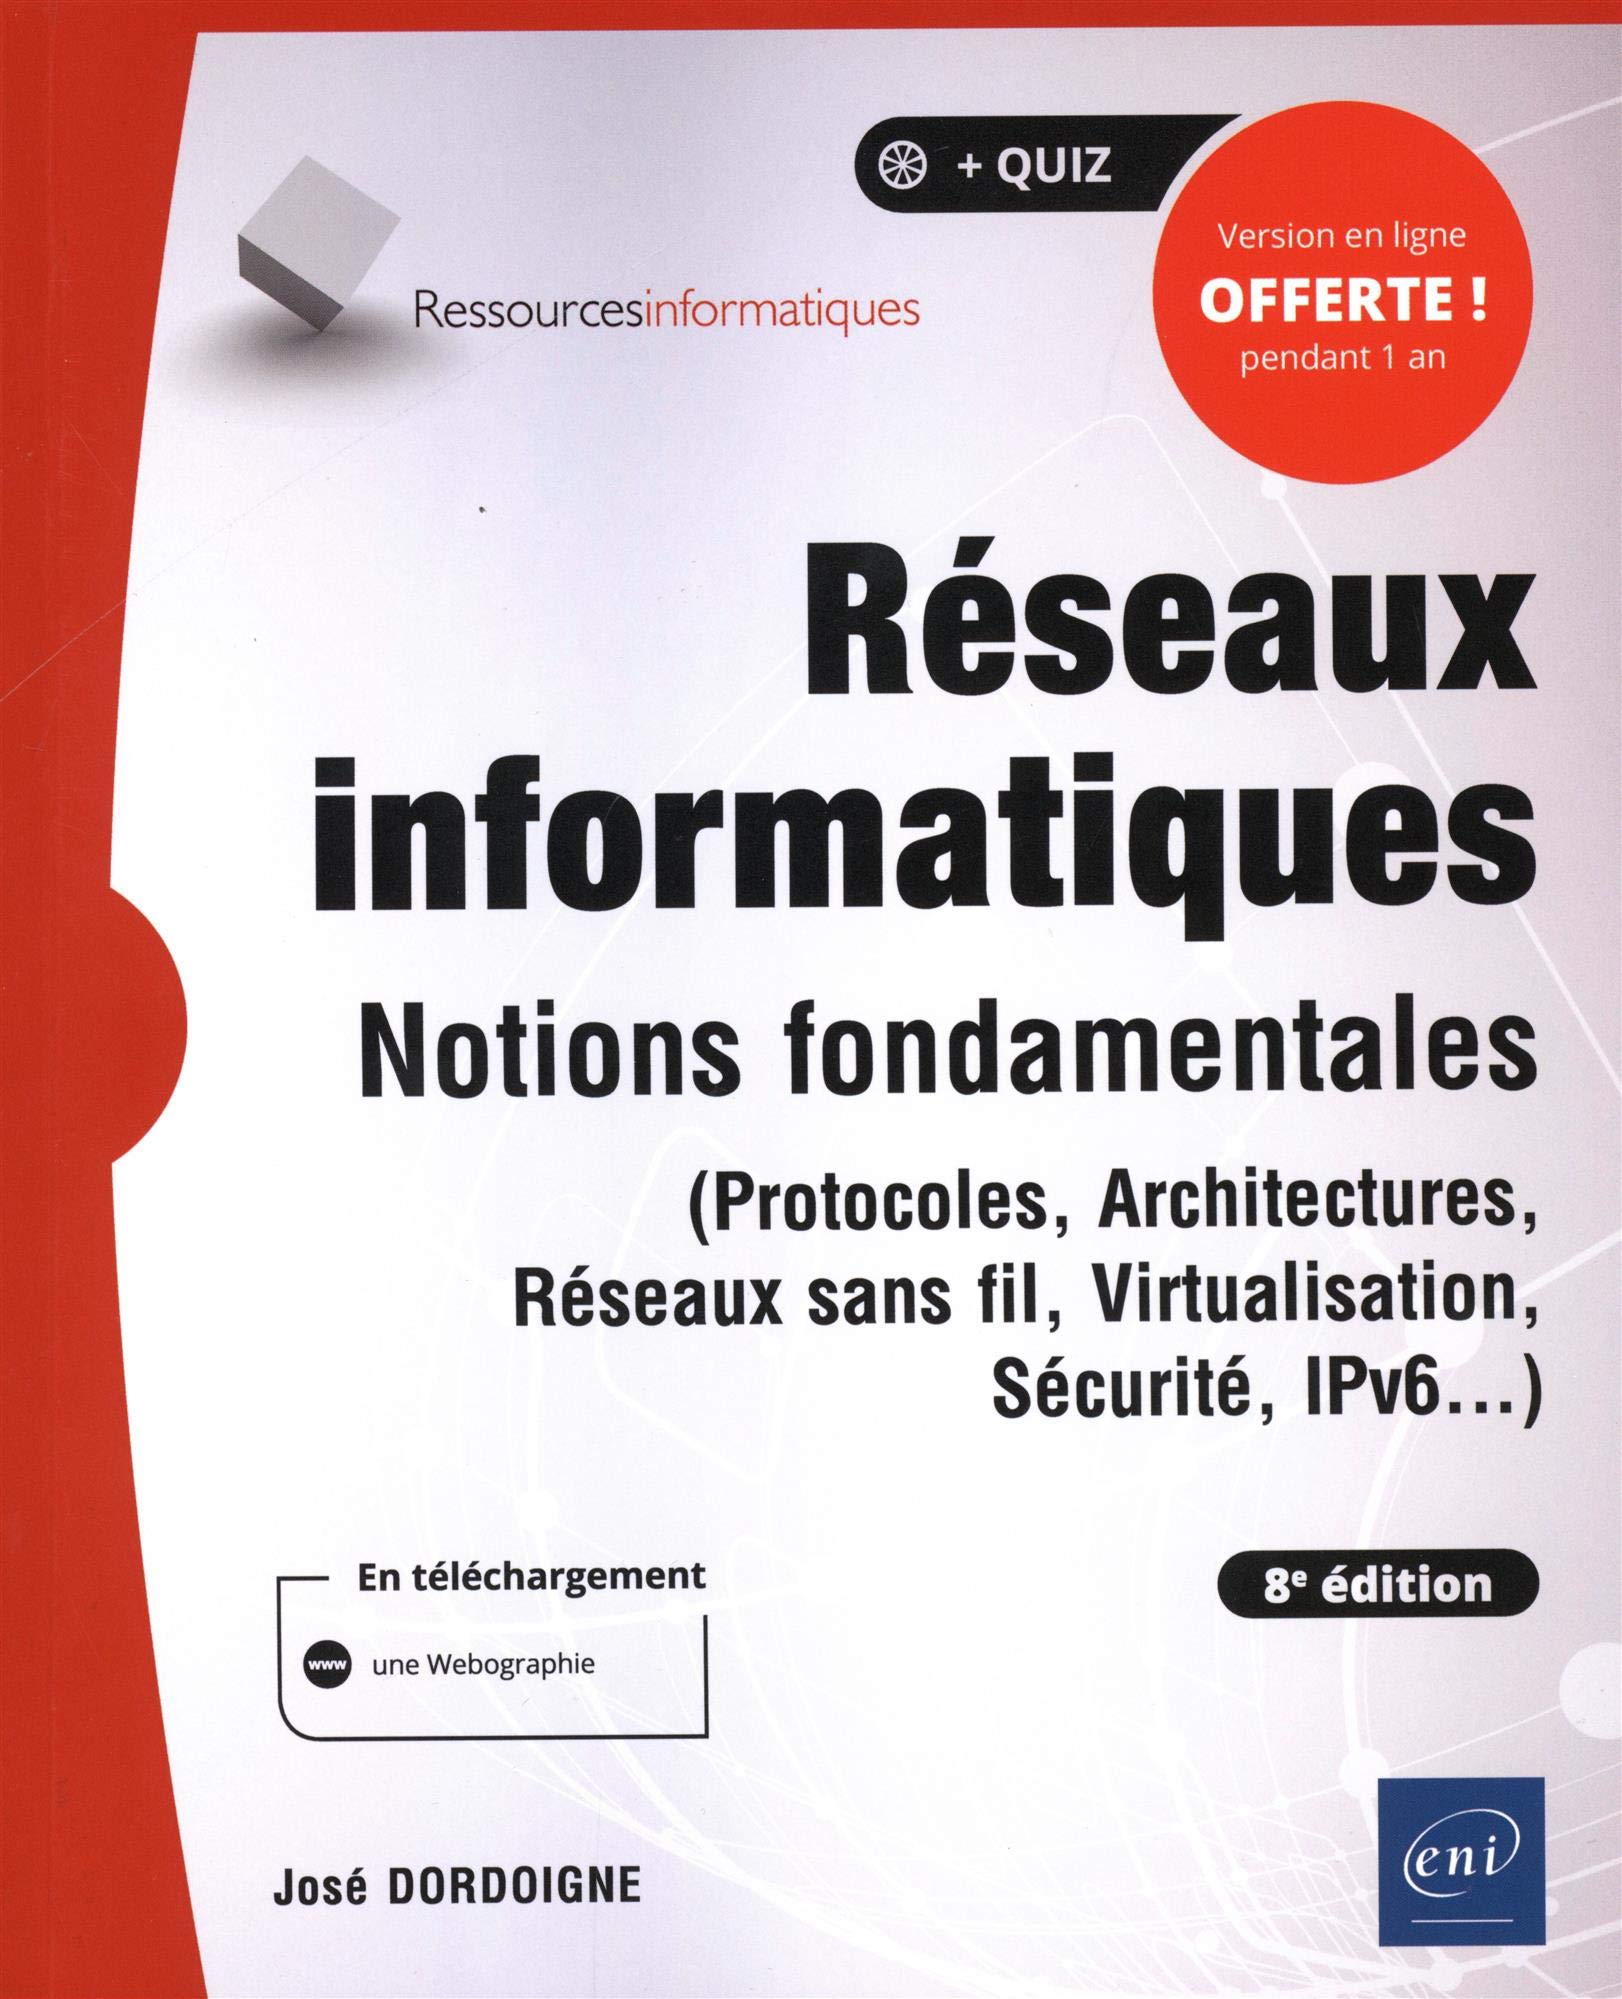 + QUIZ
Version en ligne
OFFERTE !
pendant 1 an
Ressourcesinformatiques
Réseaux
informatiques
Notions fondamentales
(Protocoles, Architectures,
Réseaux sans fil, Virtualisation,
Sécurité, IPv6...)
8e édition
En téléchargement
www une Webographie
José DORDOIGNE
eni